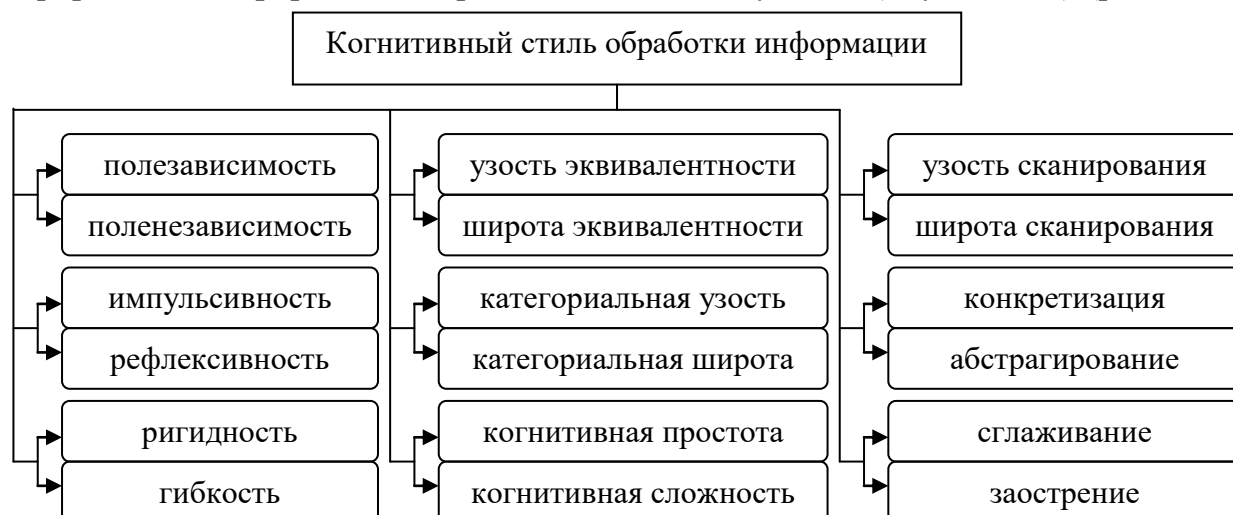 Когнитивный стиль обработки информации
полезависимость
поленезависимость
импульсивность
рефлексивность
ригидность
гибкость
узость эквивалентности
широта эквивалентности
категориальная узость
категориальная широта
когнитивная простота
когнитивная сложность
узость сканирования
широта сканирования
конкретизация
абстрагирование
сглаживание
заострение